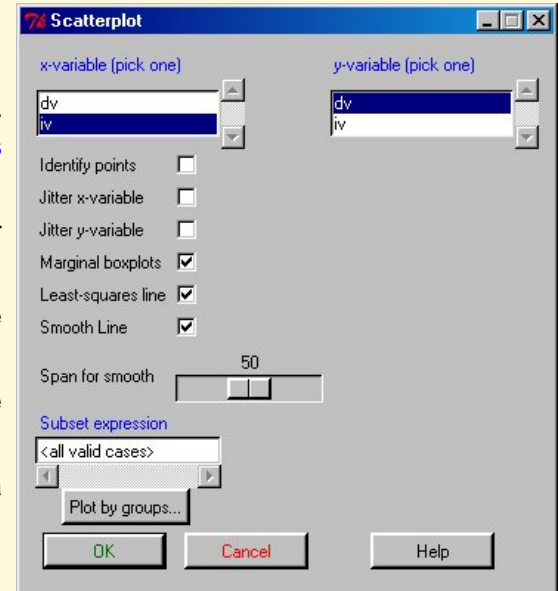 Scatterplot
x-variable (pick one) y-variable (pick one)
dv dv
iv iv
Identify points
Jitter x-variable
Jitter y-variable
Marginal boxplots
Least-squares line
Smooth Line
50
Span for smooth
Subset expression
<all valid cases>
Plot by groups...
OK Cancel Help